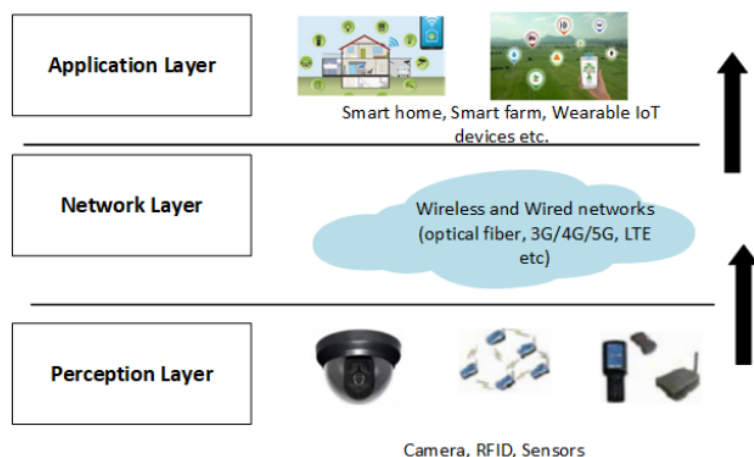 Application Layer
Smart home, Smart farm, Wearable IoT
devices etc.
Network Layer
Wireless and Wired networks
(optical fiber, 3G/4G/5G, LTE
etc)
Perception Layer
Camera, RFID, Sensors